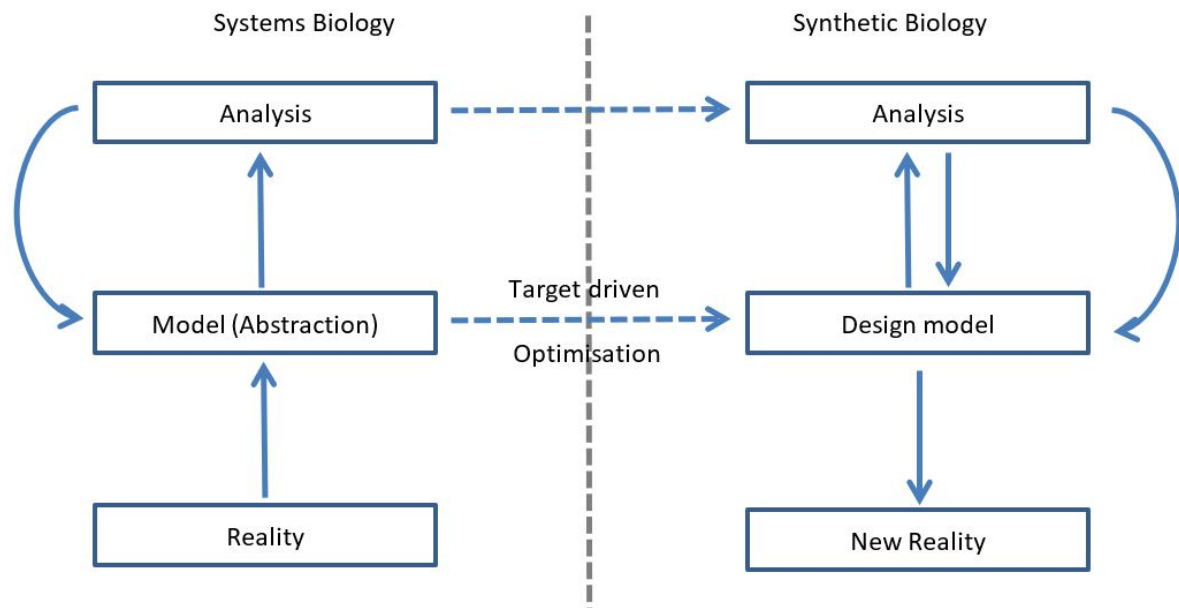 Systems Biology
Synthetic Biology
Analysis
Analysis
Target driven
Model (Abstraction)
Design model
Optimisation
Reality
New Reality